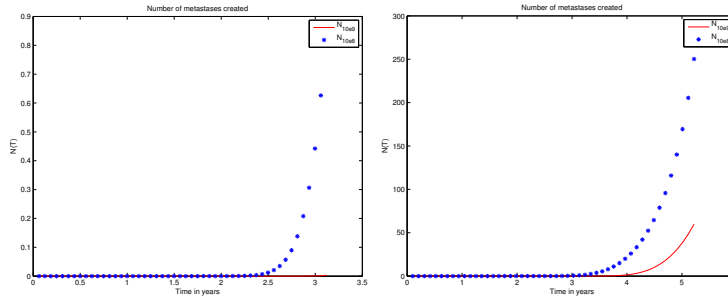 Number of metastases created
N(T)
0.9
0.8
0.7
0.6
0.5
0.4
0.3
0.2
0.1
0
0 0.5 1 1.5 2 2.5 3 3.5
Time in years
N10e9
N10e8
Number of metastases created
N(T)
300
250
200
150
100
50
0
0 1 2 3 4 5
Time in years
N10e9
N10e8